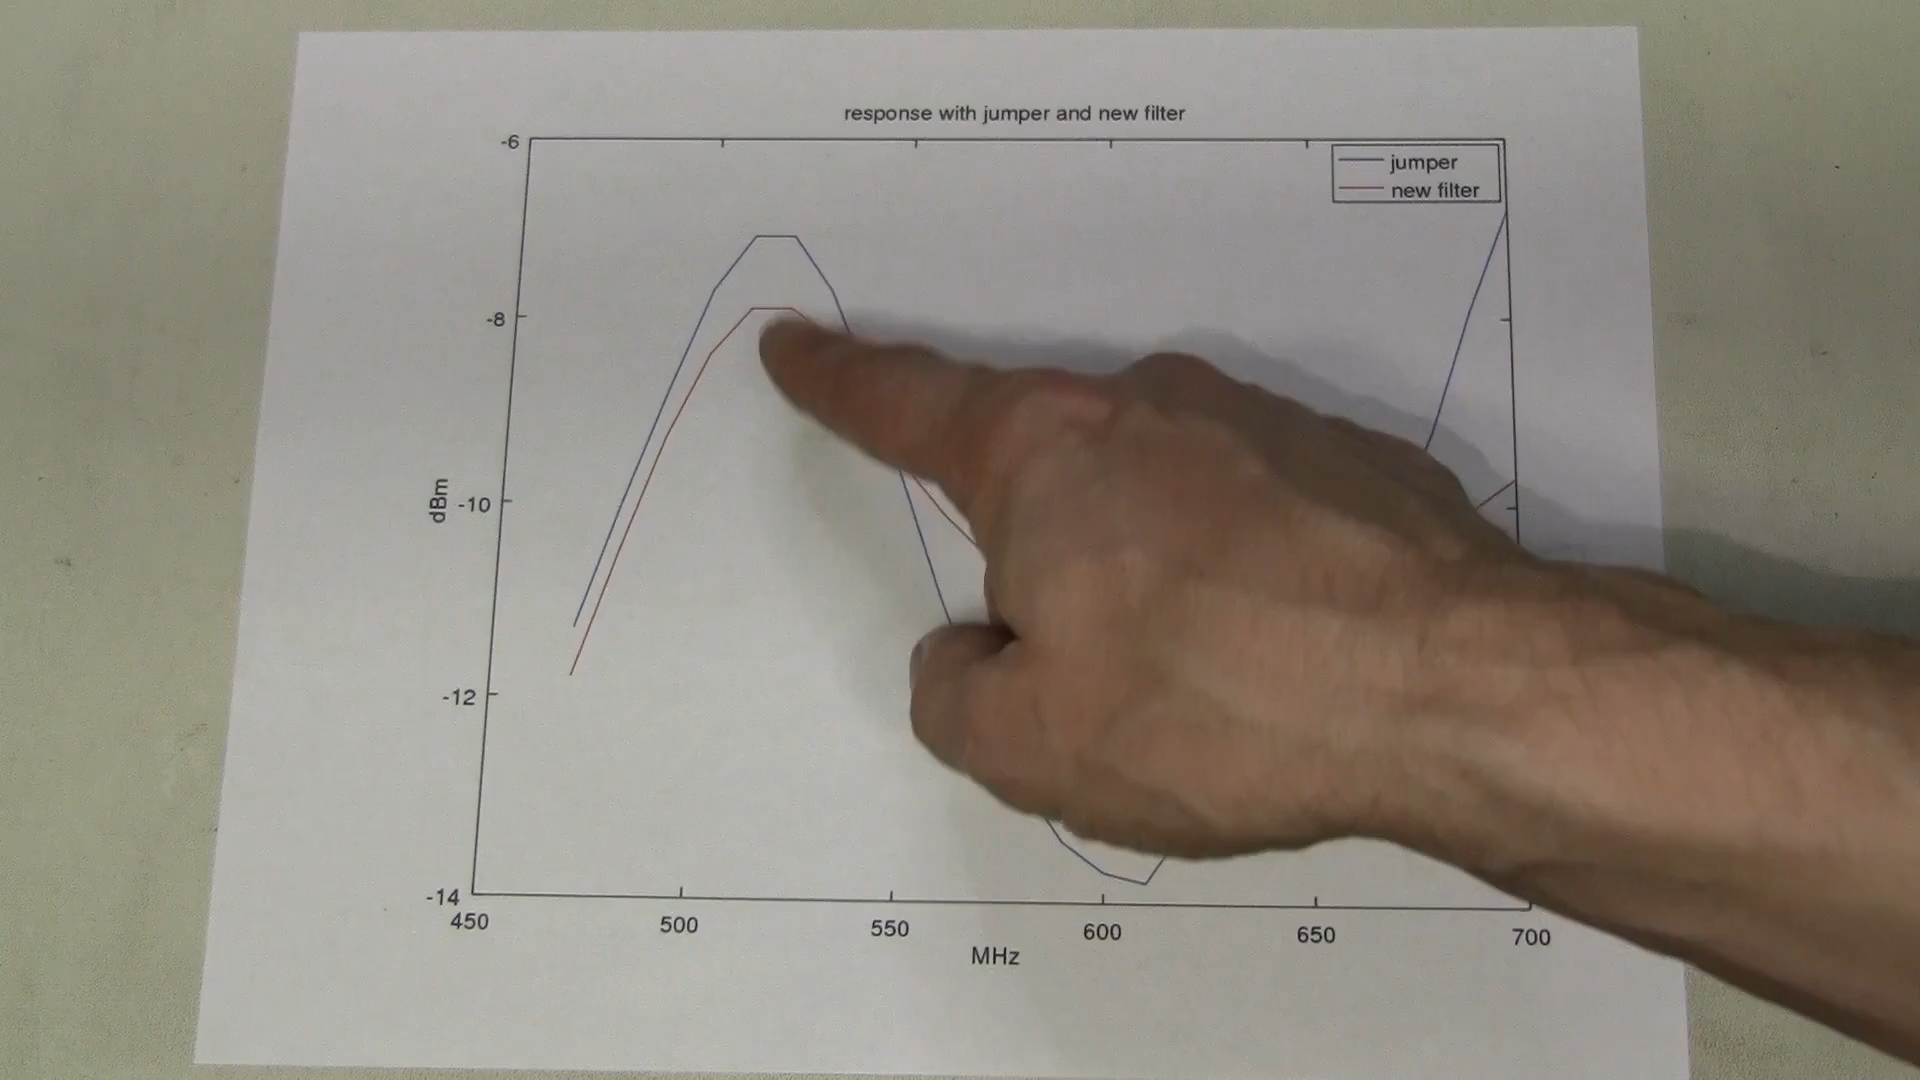 response with jumper and new filter
-6
jumper
new filter
-8
-10
dBm
-12
-14
450
500
550
600
650
700
MHz